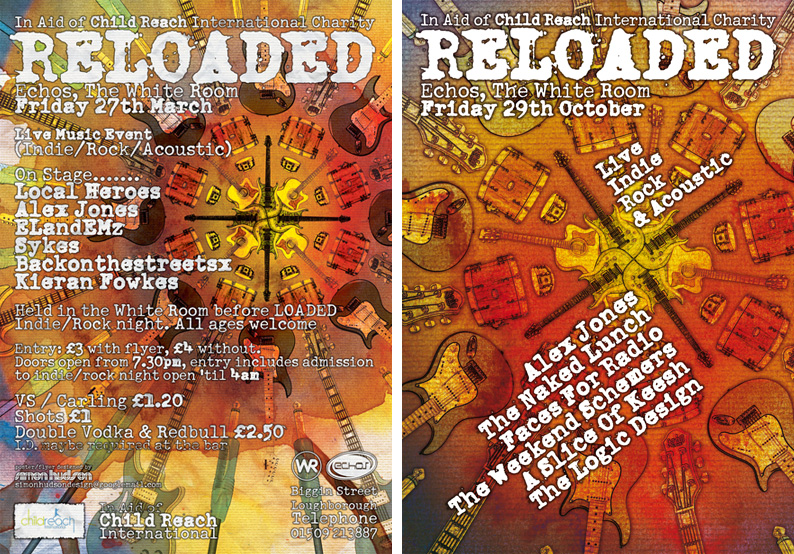 In Aid of Child Reach International Charity
RELOADED
Echos, The White Room
Friday 27th March
Live Music Event
(Indie/Rock/Acoustic)
On Stage.......
Local Heroes
Alex Jones
ELandEMz
Sykes
Backonthestreetsx
Kieran Fowkes
Held in the White Room before LOADED
Indie/Rock night. All ages welcome
Entry: £3 with flyer, £4 without.
Doors open from 7.30pm, entry includes admission
to indie/rock night open 'til 4am
VS / Carling £1.20
Shots £1
Double Vodka & Redbull £2.50
I.D. maybe required at the bar
poster/flyer designed by
simon hudson
simonhudsondesign@googlemail.com
childreach
In Aid of
Child Reach
International
WR
echos
Biggin Street
Loughborough
Telephone
01509 213887
In Aid of Child Reach International Charity
RELOADED
Echos, The White Room
Friday 29th October
Live
Indie
Rock
& Acoustic
Alex Jones
The Naked Lunch
Faces For Radio
The Weekend Schemers
A Slice Of Keesh
The Logic Design